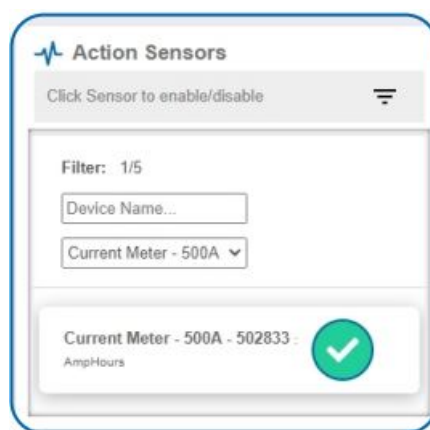 Action Sensors
Click Sensor to enable/disable
Filter: 1/5
Device Name...
Current Meter - 500A
Current Meter - 500A - 502833 :
AmpHours